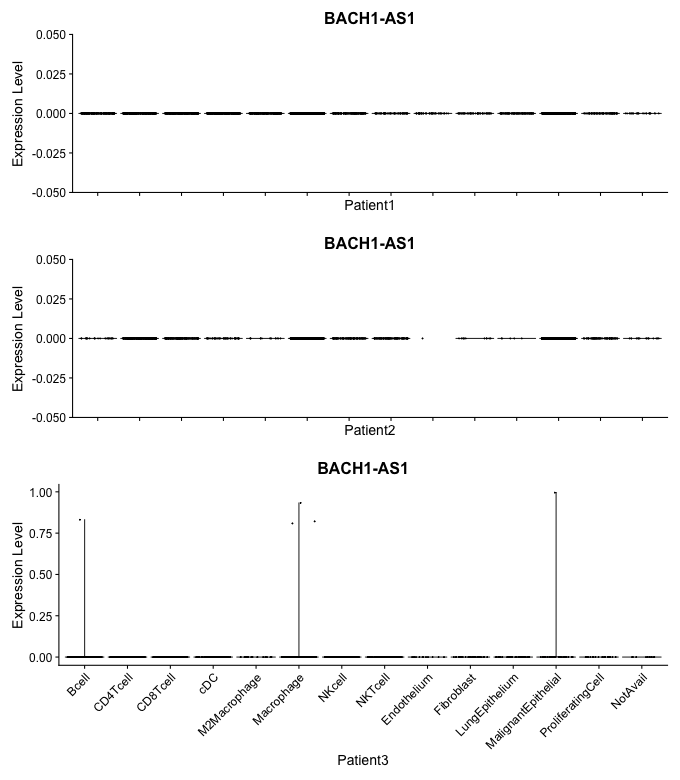 BACH1-AS1
0.050
0.025
0.000
-0.025
-0.050
Expression Level
Patient1
BACH1-AS1
0.050
0.025
0.000
-0.025
-0.050
Expression Level
Patient2
BACH1-AS1
1.00
0.75
0.50
0.25
0.00
Expression Level
Bcell
CD4Tcell
CD8Tcell
cDC
M2Macrophage
Macrophage
NKcell
NKTcell
Endothelium
Fibroblast
LungEpithelium
MalignantEpithelial
ProliferatingCell
NotAvail
Patient3